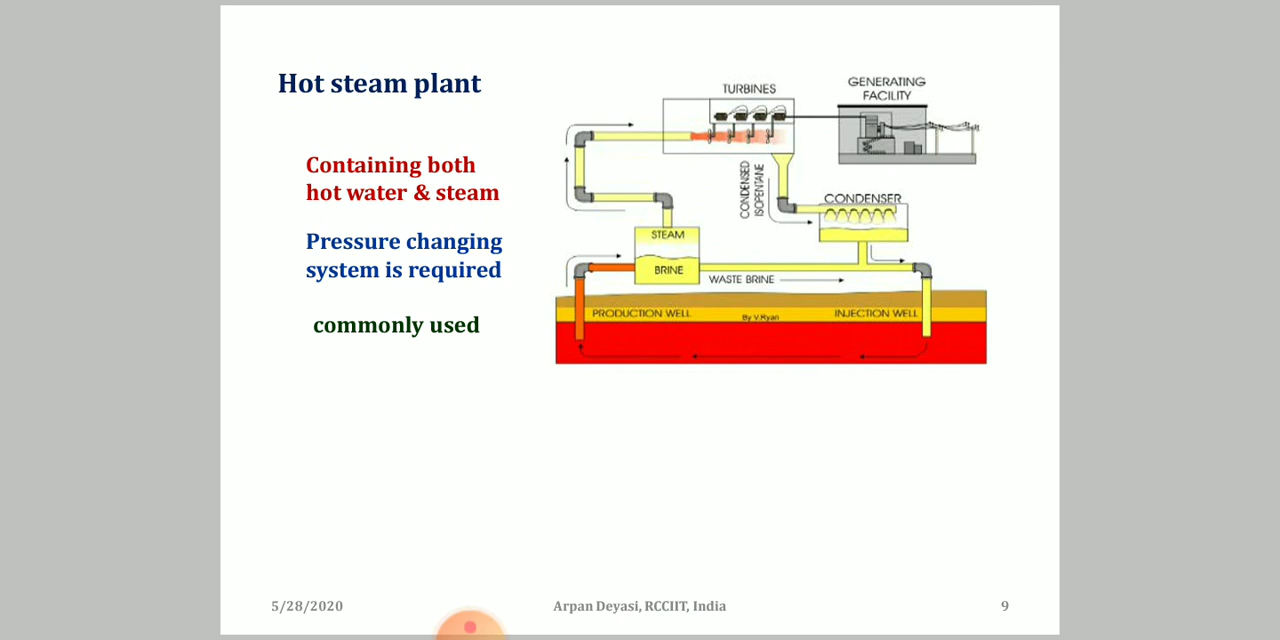 Hot steam plant
Containing both
hot water & steam
Pressure changing
system is required
commonly used
TURBINES
GENERATING
FACILITY
CONDENSED
ISOPENTANE
CONDENSER
STEAM
BRINE
WASTE BRINE
PRODUCTION WELL
By V.Ryan
INJECTION WELL
5/28/2020
Arpan Deyasi, RCCIIT, India
9